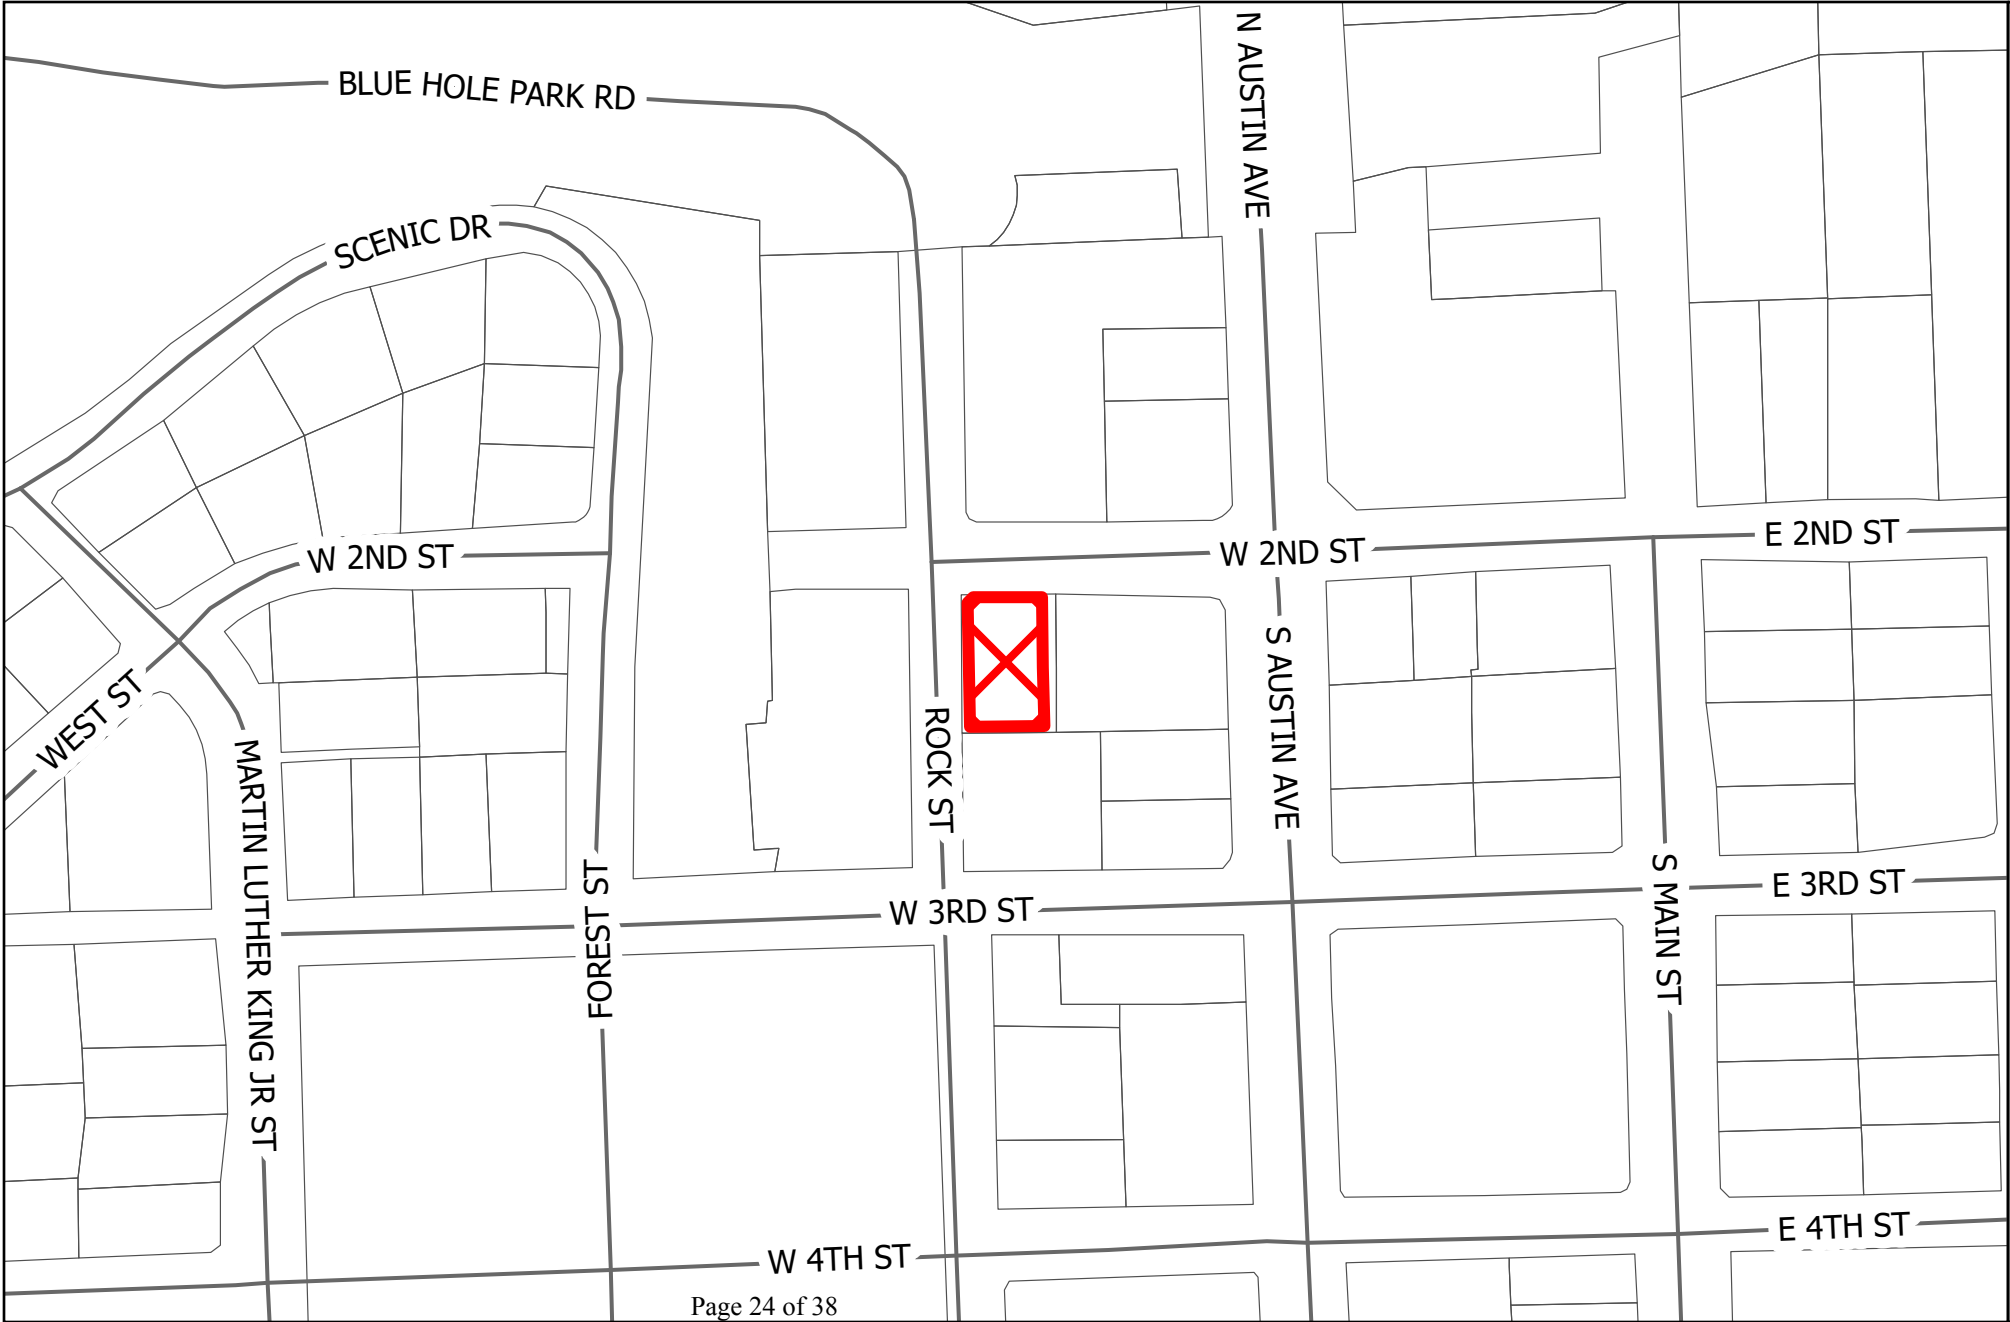 N AUSTIN AVE
BLUE HOLE PARK RD
SCENIC DR
W 2ND ST
W 2ND ST
E 2ND ST
WEST ST
MARTIN LUTHER KING JR ST
FOREST ST
ROCK ST
S AUSTIN AVE
S MAIN ST
W 3RD ST
E 3RD ST
W 4TH ST
E 4TH ST
Page 24 of 38